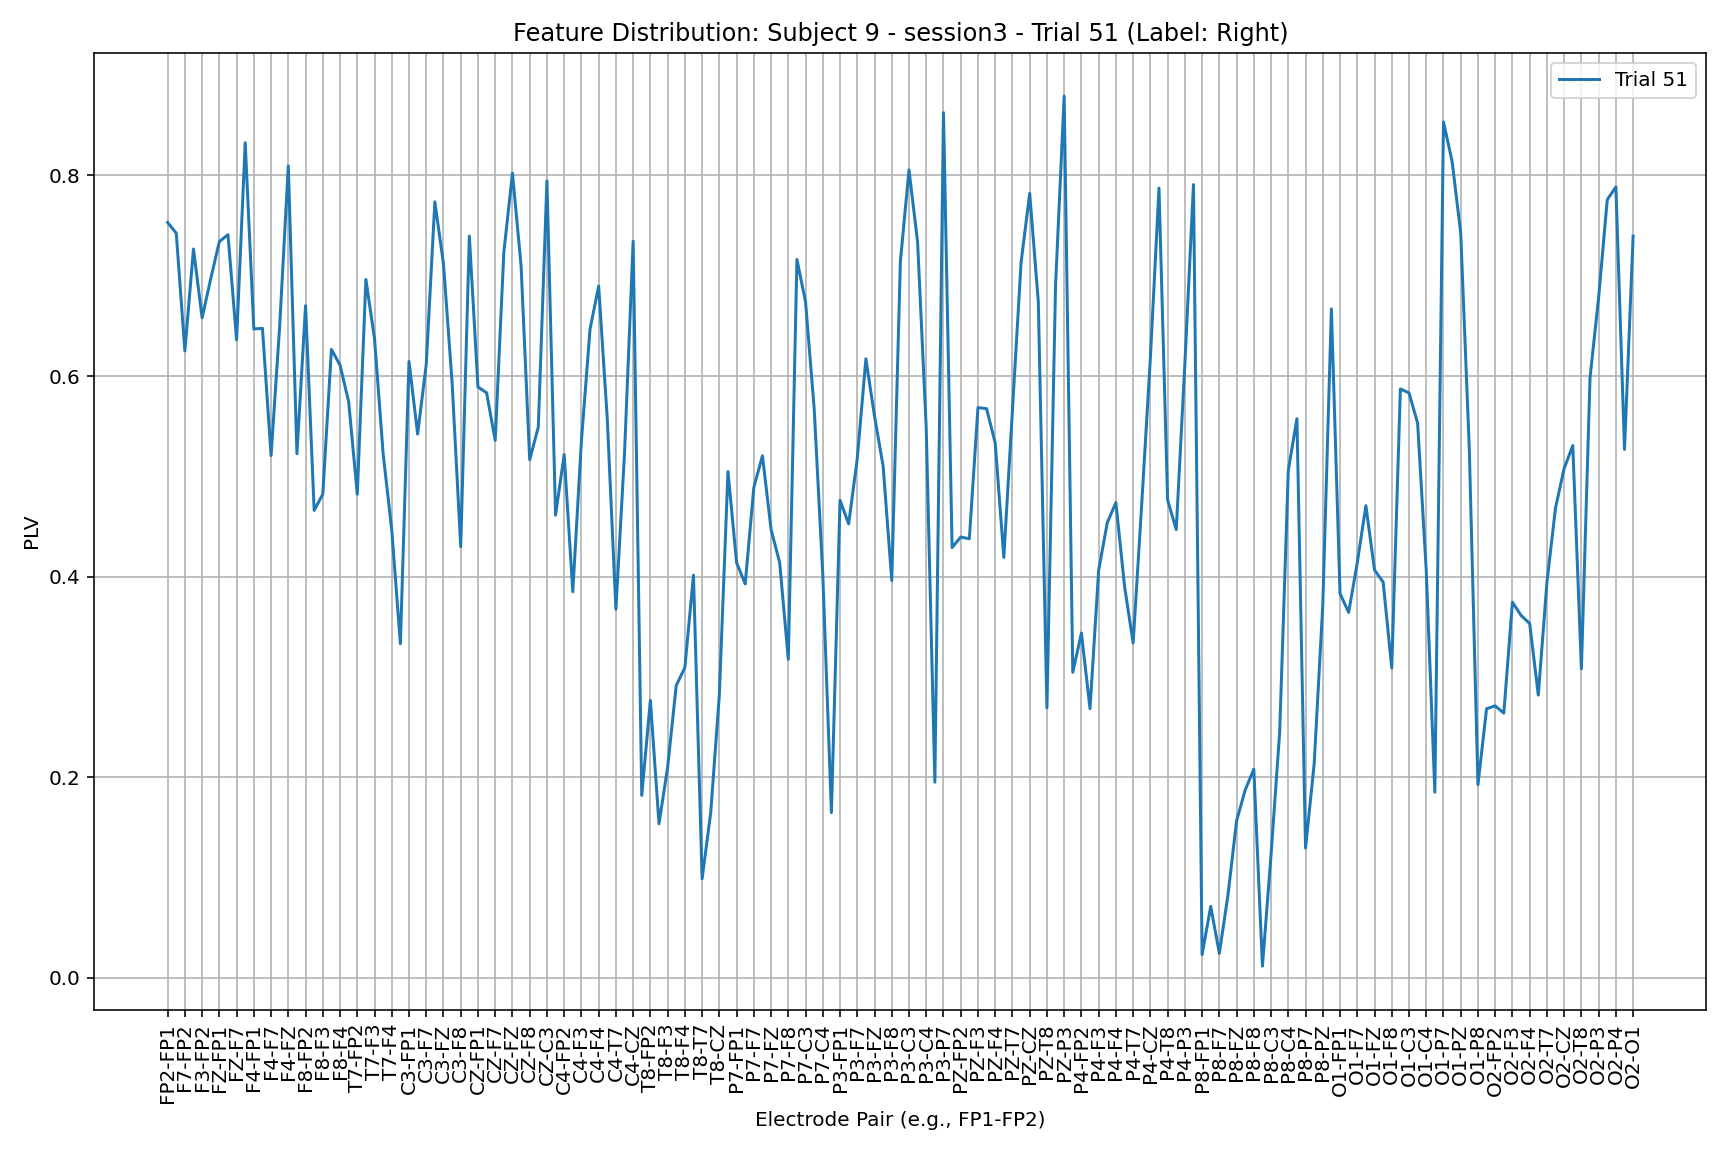 Feature Distribution: Subject 9 - session3 - Trial 51 (Label: Right)
Trial 51
PLV
0.8
0.6
0.4
0.2
0.0
FP2-FP1
F7-FP2
F3-FP2
FZ-FP1
FZ-F7
F4-FP1
F4-F7
F4-FZ
F8-FP2
F8-F3
F8-F4
T7-FP2
T7-F3
T7-F4
C3-FP1
C3-F7
C3-FZ
C3-F8
CZ-FP1
CZ-F7
CZ-FZ
CZ-F8
CZ-C3
C4-FP2
C4-F3
C4-F4
C4-T7
C4-CZ
T8-FP2
T8-F3
T8-F4
T8-T7
T8-CZ
P7-FP1
P7-F7
P7-FZ
P7-F8
P7-C3
P7-C4
P3-FP1
P3-F7
P3-FZ
P3-F8
P3-C3
P3-C4
P3-P7
PZ-FP2
PZ-F3
PZ-F4
PZ-T7
PZ-CZ
PZ-T8
PZ-P3
P4-FP2
P4-F3
P4-F4
P4-T7
P4-CZ
P4-T8
P4-P3
P8-FP1
P8-F7
P8-FZ
P8-F8
P8-C3
P8-C4
P8-P7
P8-PZ
O1-FP1
O1-F7
O1-FZ
O1-F8
O1-C3
O1-C4
O1-P7
O1-PZ
O1-P8
O2-FP2
O2-F3
O2-F4
O2-T7
O2-CZ
O2-T8
O2-P3
O2-P4
O2-O1
Electrode Pair (e.g., FP1-FP2)